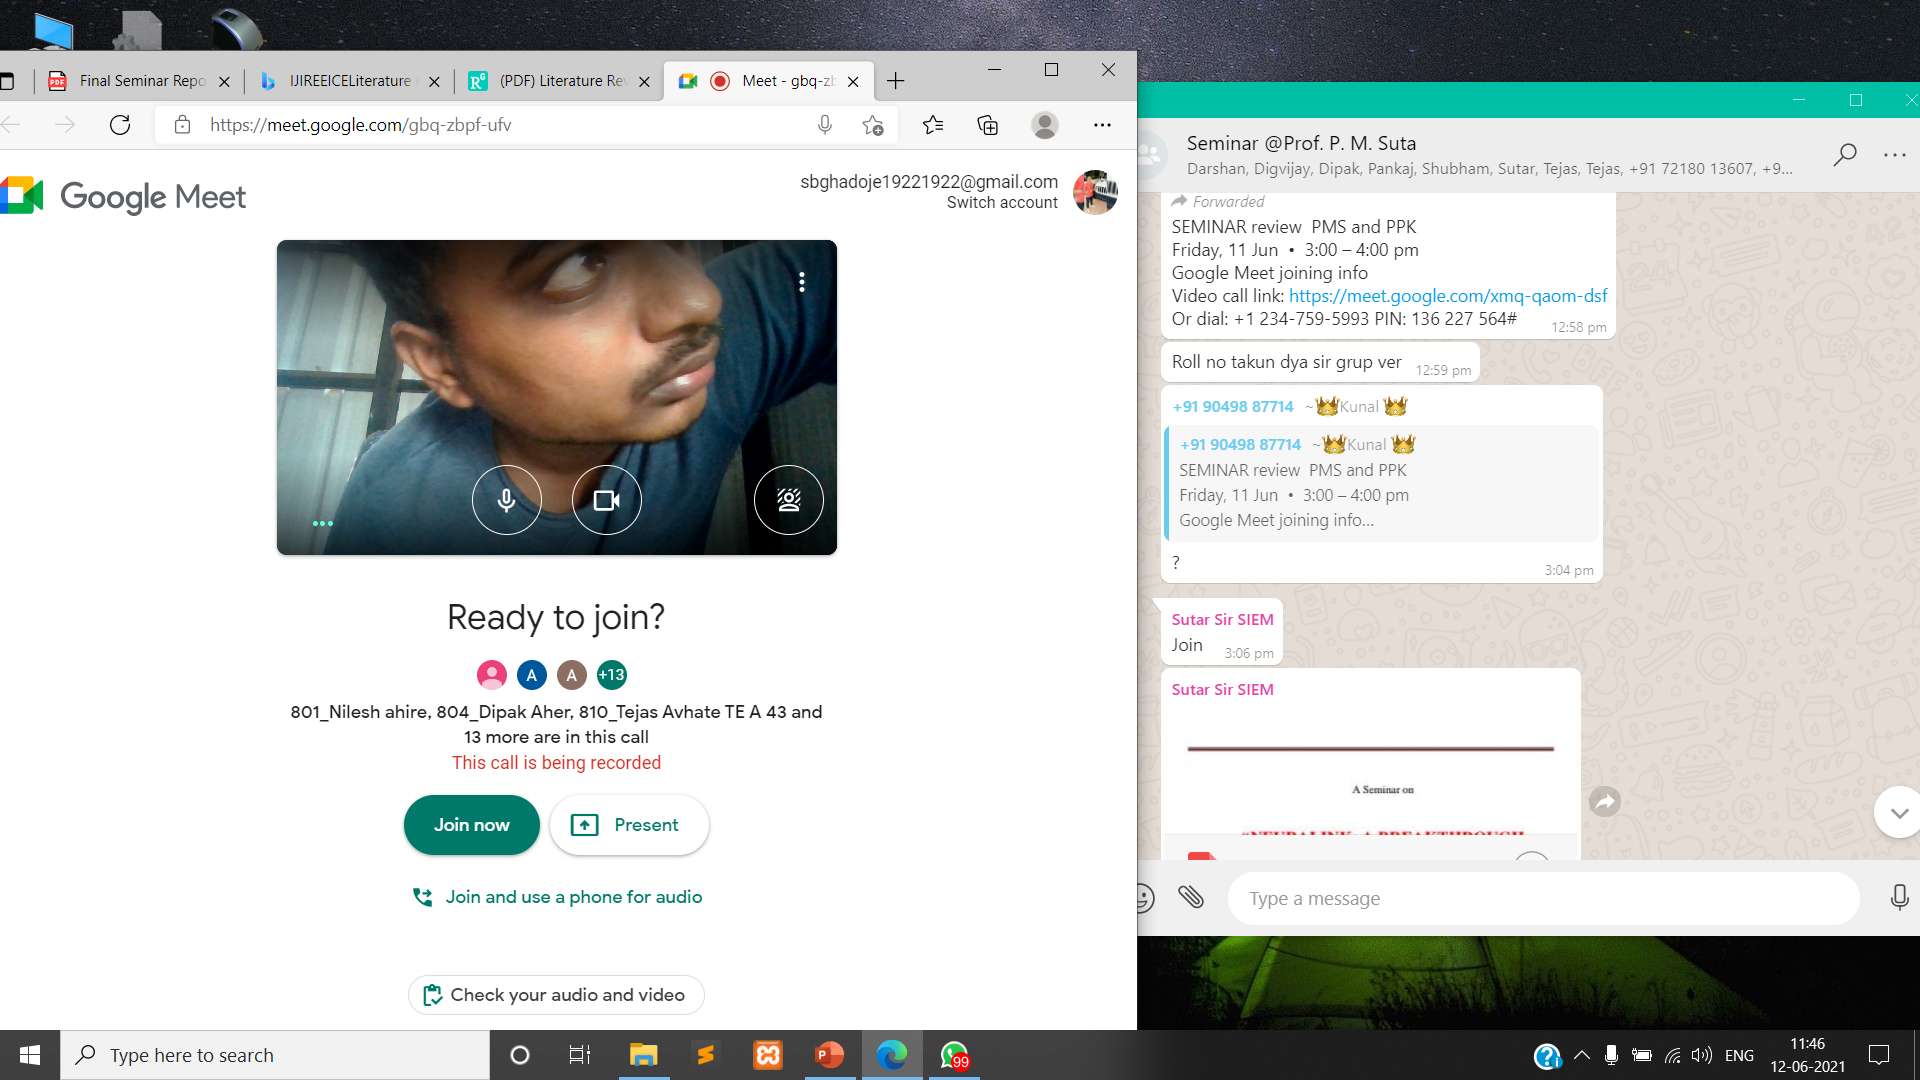 Final Seminar Repo
IJIREEICELiterature
(PDF) Literature Rev
Meet - gbq-zb
https://meet.google.com/gbq-zbpf-ufv
Google Meet
sbghadoje19221922@gmail.com
Switch account
Ready to join?
A
A
+13
801_Nilesh ahire, 804_Dipak Aher, 810_Tejas Avhate TE A 43 and
13 more are in this call
This call is being recorded
Join now
Present
Join and use a phone for audio
Check your audio and video
Seminar @Prof. P. M. Suta
Darshan, Digvijay, Dipak, Pankaj, Shubham, Sutar, Tejas, Tejas, +91 72180 13607, +9...
Forwarded
SEMINAR review PMS and PPK
Friday, 11 Jun • 3:00 – 4:00 pm
Google Meet joining info
Video call link: https://meet.google.com/xmq-qaom-dsf
Or dial: +1 234-759-5993 PIN: 136 227 564#
12:58 pm
Roll no takun dya sir grup ver
12:59 pm
+91 90498 87714 ~👑Kunal 👑
+91 90498 87714 ~👑Kunal 👑
SEMINAR review PMS and PPK
Friday, 11 Jun • 3:00 – 4:00 pm
Google Meet joining info...
?
3:04 pm
Sutar Sir SIEM
Join
3:06 pm
Sutar Sir SIEM
A Seminar on
"NEURALINK: A BREAKTHROUGH
Type a message
Type here to search
99
ENG
11:46
12-06-2021